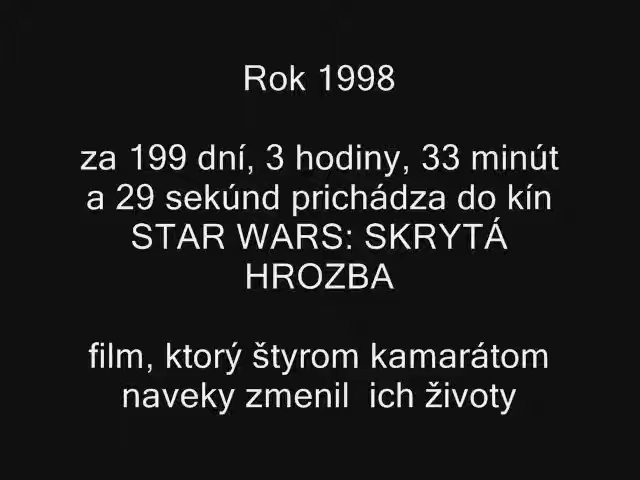 Rok 1998
za 199 dní, 3 hodiny, 33 minút
a 29 sekúnd prichádza do kín
STAR WARS: SKRYTÁ
HROZBA
film, ktorý štyrom kamarátom
naveky zmenil  ich životy